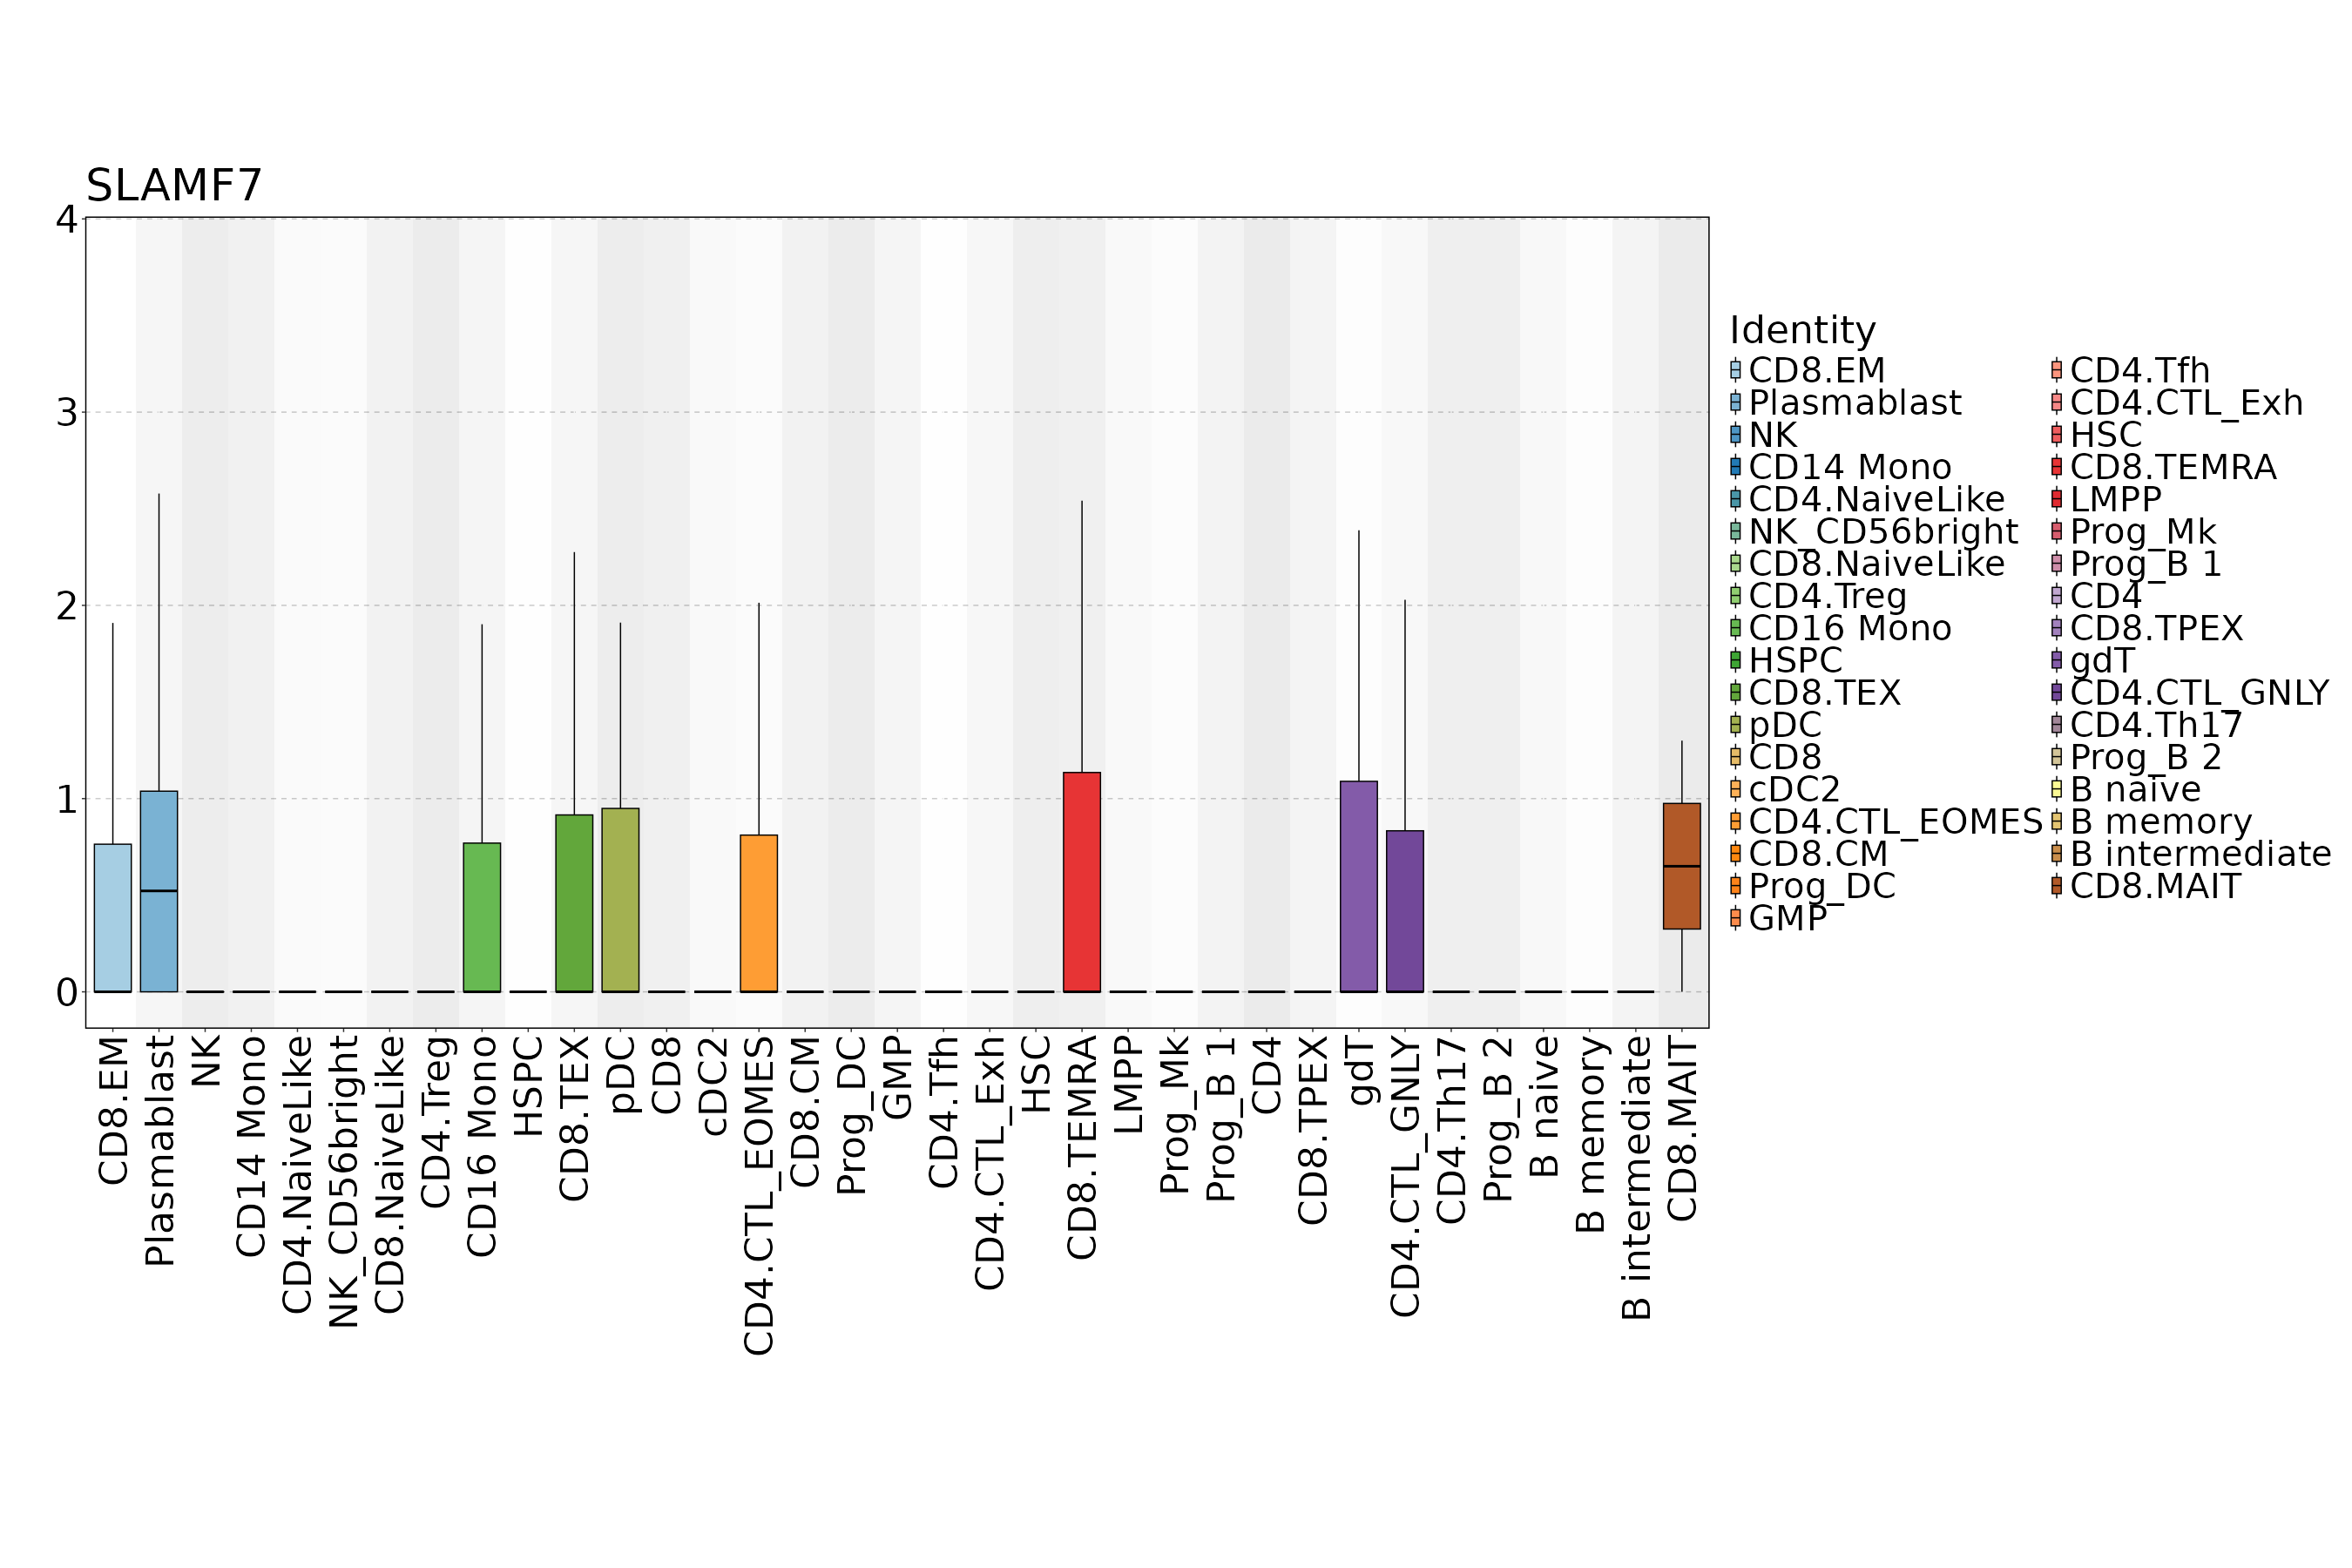 SLAMF7
4
3
2
1
0
CD8.EM
Plasmablast
NK
CD14 Mono
CD4.NaiveLike
NK_CD56bright
CD8.NaiveLike
CD4.Treg
CD16 Mono
HSPC
CD8.TEX
pDC
CD8
cDC2
CD4.CTL_EOMES
CD8.CM
Prog_DC
GMP
CD4.Tfh
CD4.CTL_Exh
HSC
CD8.TEMRA
LMPP
Prog_Mk
Prog_B 1
CD4
CD8.TPEX
gdT
CD4.CTL_GNLY
CD4.Th17
Prog_B 2
B naive
B memory
B intermediate
CD8.MAIT
Identity
CD8.EM
Plasmablast
NK
CD14 Mono
CD4.NaiveLike
NK_CD56bright
CD8.NaiveLike
CD4.Treg
CD16 Mono
HSPC
CD8.TEX
pDC
CD8
cDC2
CD4.CTL_EOMES
CD8.CM
Prog_DC
GMP
CD4.Tfh
CD4.CTL_Exh
HSC
CD8.TEMRA
LMPP
Prog_Mk
Prog_B 1
CD4
CD8.TPEX
gdT
CD4.CTL_GNLY
CD4.Th17
Prog_B 2
B naive
B memory
B intermediate
CD8.MAIT